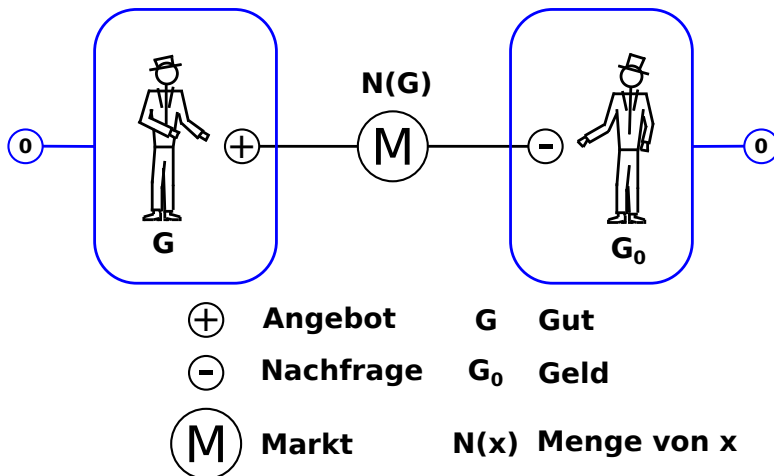 N(G)
0 + M - 0
G G₀
+ Angebot G Gut
- Nachfrage G₀ Geld
M Markt N(x) Menge von x